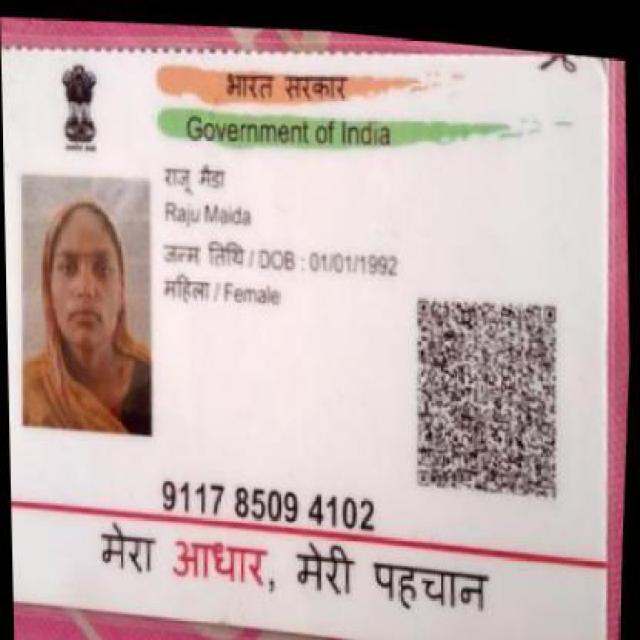 भारत सरकार
Government of India
राजू मैडा
Raju Maida
जन्म तिथि / DOB : 01/01/1992
महिला / Female
9117 8509 4102
मेरा आधार, मेरी पहचान